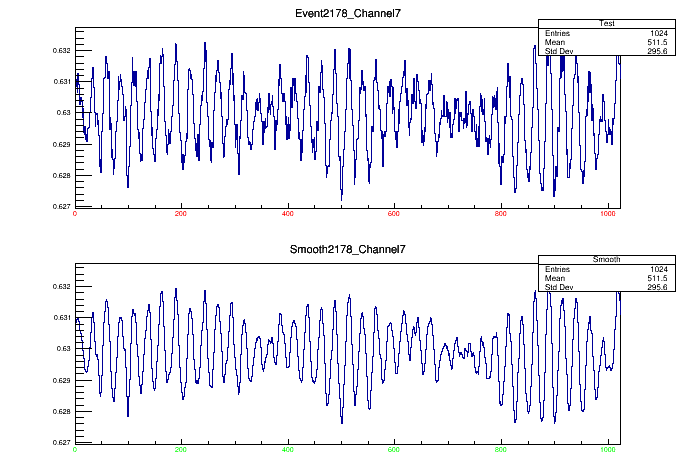 Event2178_Channel7
Test
Entries 1024
Mean 511.5
Std Dev 295.6
0.632
0.631
0.63
0.629
0.628
0.627
0 200 400 600 800 1000
Smooth2178_Channel7
Smooth
Entries 1024
Mean 511.5
Std Dev 295.6
0.632
0.631
0.63
0.629
0.628
0.627
0 200 400 600 800 1000